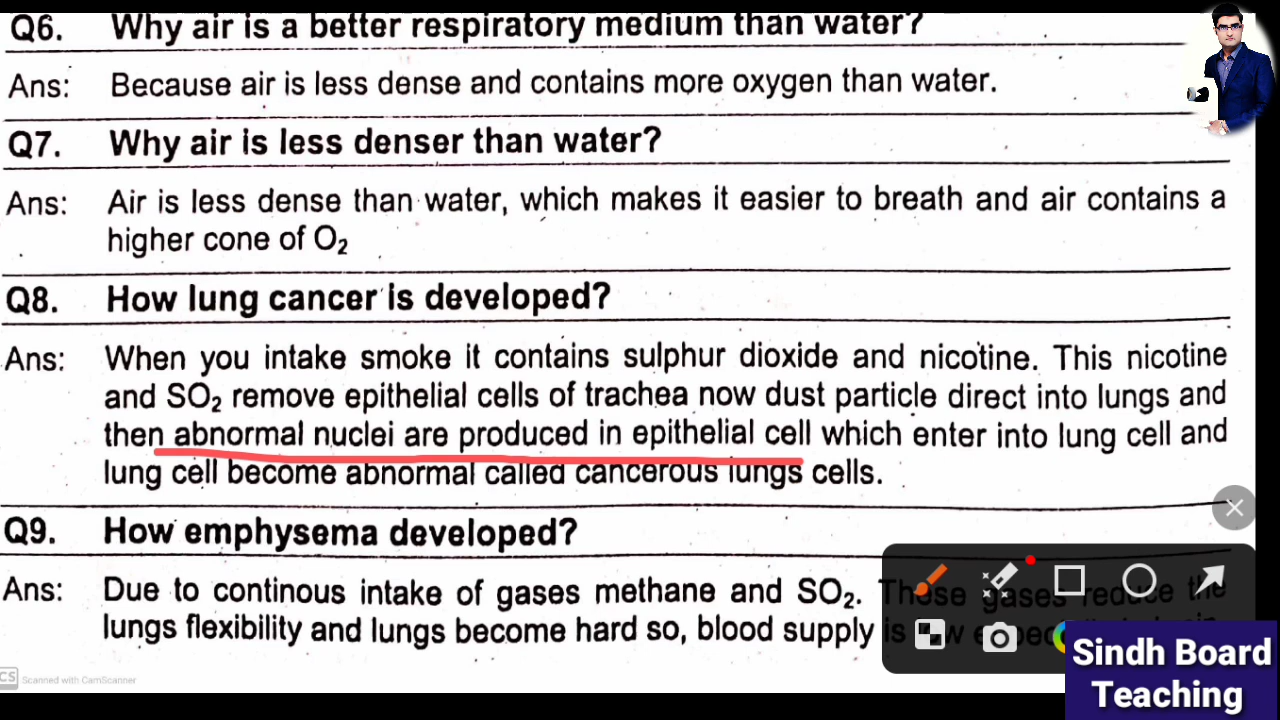 Q6. Why air is a better respiratory medium than water?
Ans: Because air is less dense and contains more oxygen than water.
Q7. Why air is less denser than water?
Ans: Air is less dense than water, which makes it easier to breath and air contains a
higher cone of O₂
Q8. How lung cancer is developed?
Ans: When you intake smoke it contains sulphur dioxide and nicotine. This nicotine
and SO₂ remove epithelial cells of trachea now dust particle direct into lungs and
then abnormal nuclei are produced in epithelial cell which enter into lung cell and
lung cell become abnormal called cancerous lungs cells.
Q9. How emphysema developed?
Ans: Due to continous intake of gases methane and SO₂. These gases reduce the
lungs flexibility and lungs become hard so, blood supply is
CS Scanned with CamScanner
Sindh Board
Teaching